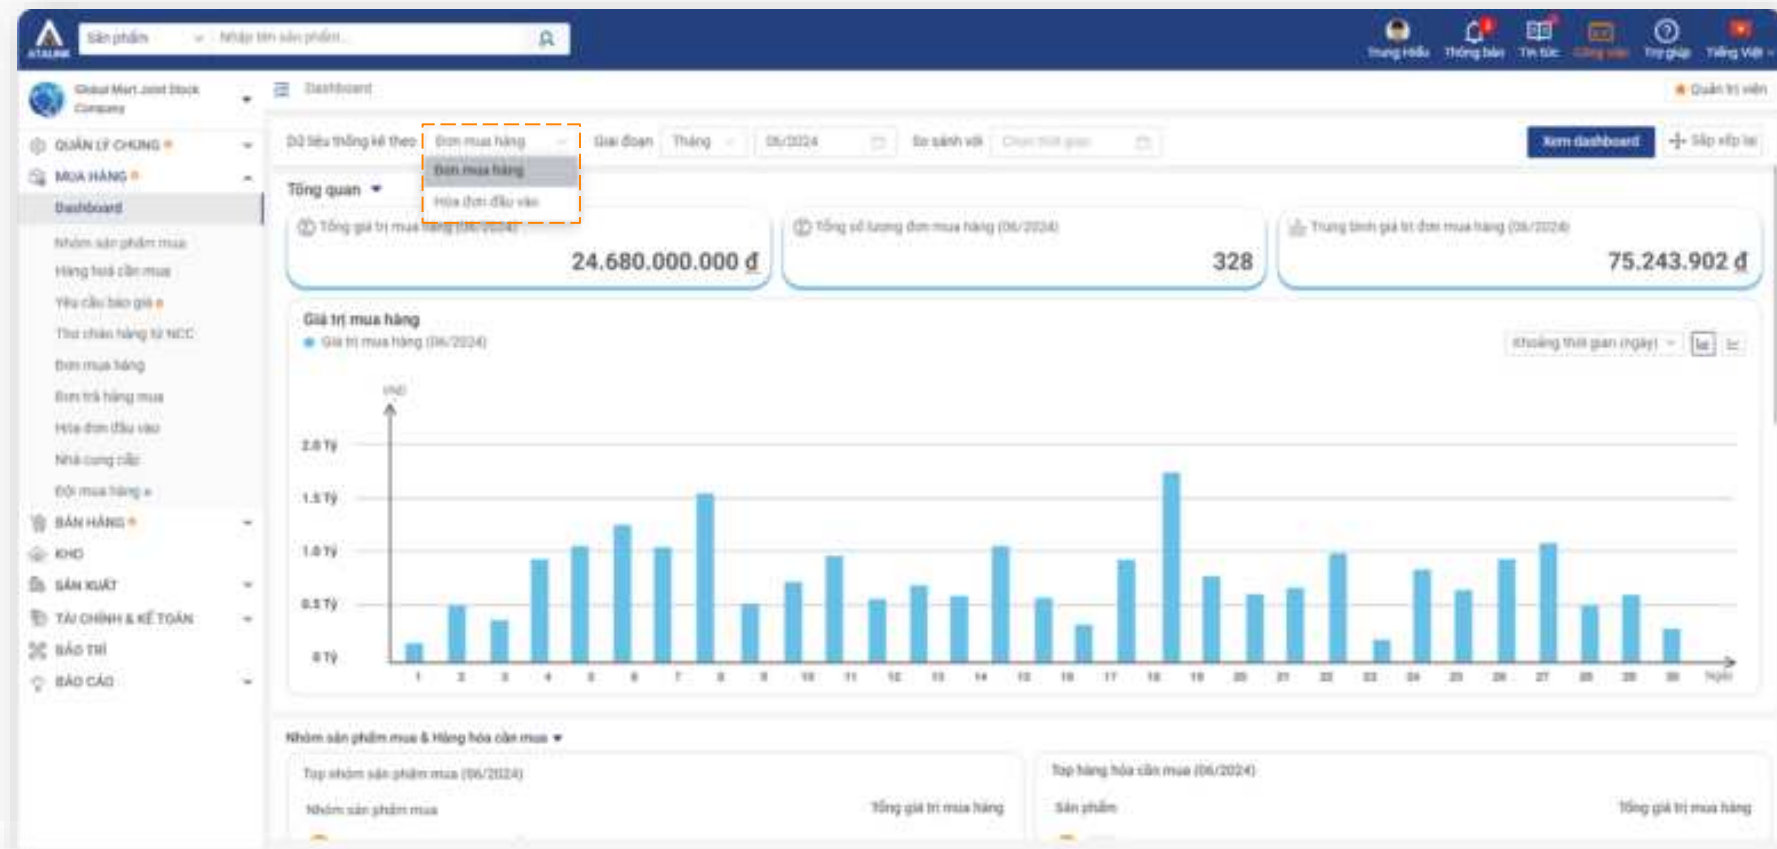 ATALINK
Sản phẩm
Nhập tên sản phẩm...
Trung Hiếu
Thông báo
Tin tức
Công việc
Trợ giúp
Tiếng Việt
Global Mart Joint Stock
Company
Dashboard
Quản trị viên
QUẢN LÝ CHUNG
MUA HÀNG
Dashboard
Nhóm sản phẩm mua
Hàng hoá cần mua
Yêu cầu báo giá
Thư chào hàng từ NCC
Đơn mua hàng
Đơn trả hàng mua
Hóa đơn đầu vào
Nhà cung cấp
Đội mua hàng
BÁN HÀNG
KHO
SẢN XUẤT
TÀI CHÍNH & KẾ TOÁN
BẢO TRÌ
BÁO CÁO
Dữ liệu thống kê theo
Đơn mua hàng
Giai đoạn
Tháng
06/2024
So sánh với
Chọn thời gian
Xem dashboard
Sắp xếp lại
Đơn mua hàng
Hóa đơn đầu vào
Tổng quan
Tổng giá trị mua hàng (06/2024)
24.680.000.000 đ
Tổng số lượng đơn mua hàng (06/2024)
328
Trung bình giá trị đơn mua hàng (06/2024)
75.243.902 đ
Giá trị mua hàng
Giá trị mua hàng (06/2024)
Khoảng thời gian (ngày)
VND
2.0 Tỷ
1.5 Tỷ
1.0 Tỷ
0.5 Tỷ
0 Tỷ
1 2 3 4 5 6 7 8 9 10 11 12 13 14 15 16 17 18 19 20 21 22 23 24 25 26 27 28 29 30 Ngày
Nhóm sản phẩm mua & Hàng hóa cần mua
Top nhóm sản phẩm mua (06/2024)
Nhóm sản phẩm mua
Tổng giá trị mua hàng
Top hàng hóa cần mua (06/2024)
Sản phẩm
Tổng giá trị mua hàng